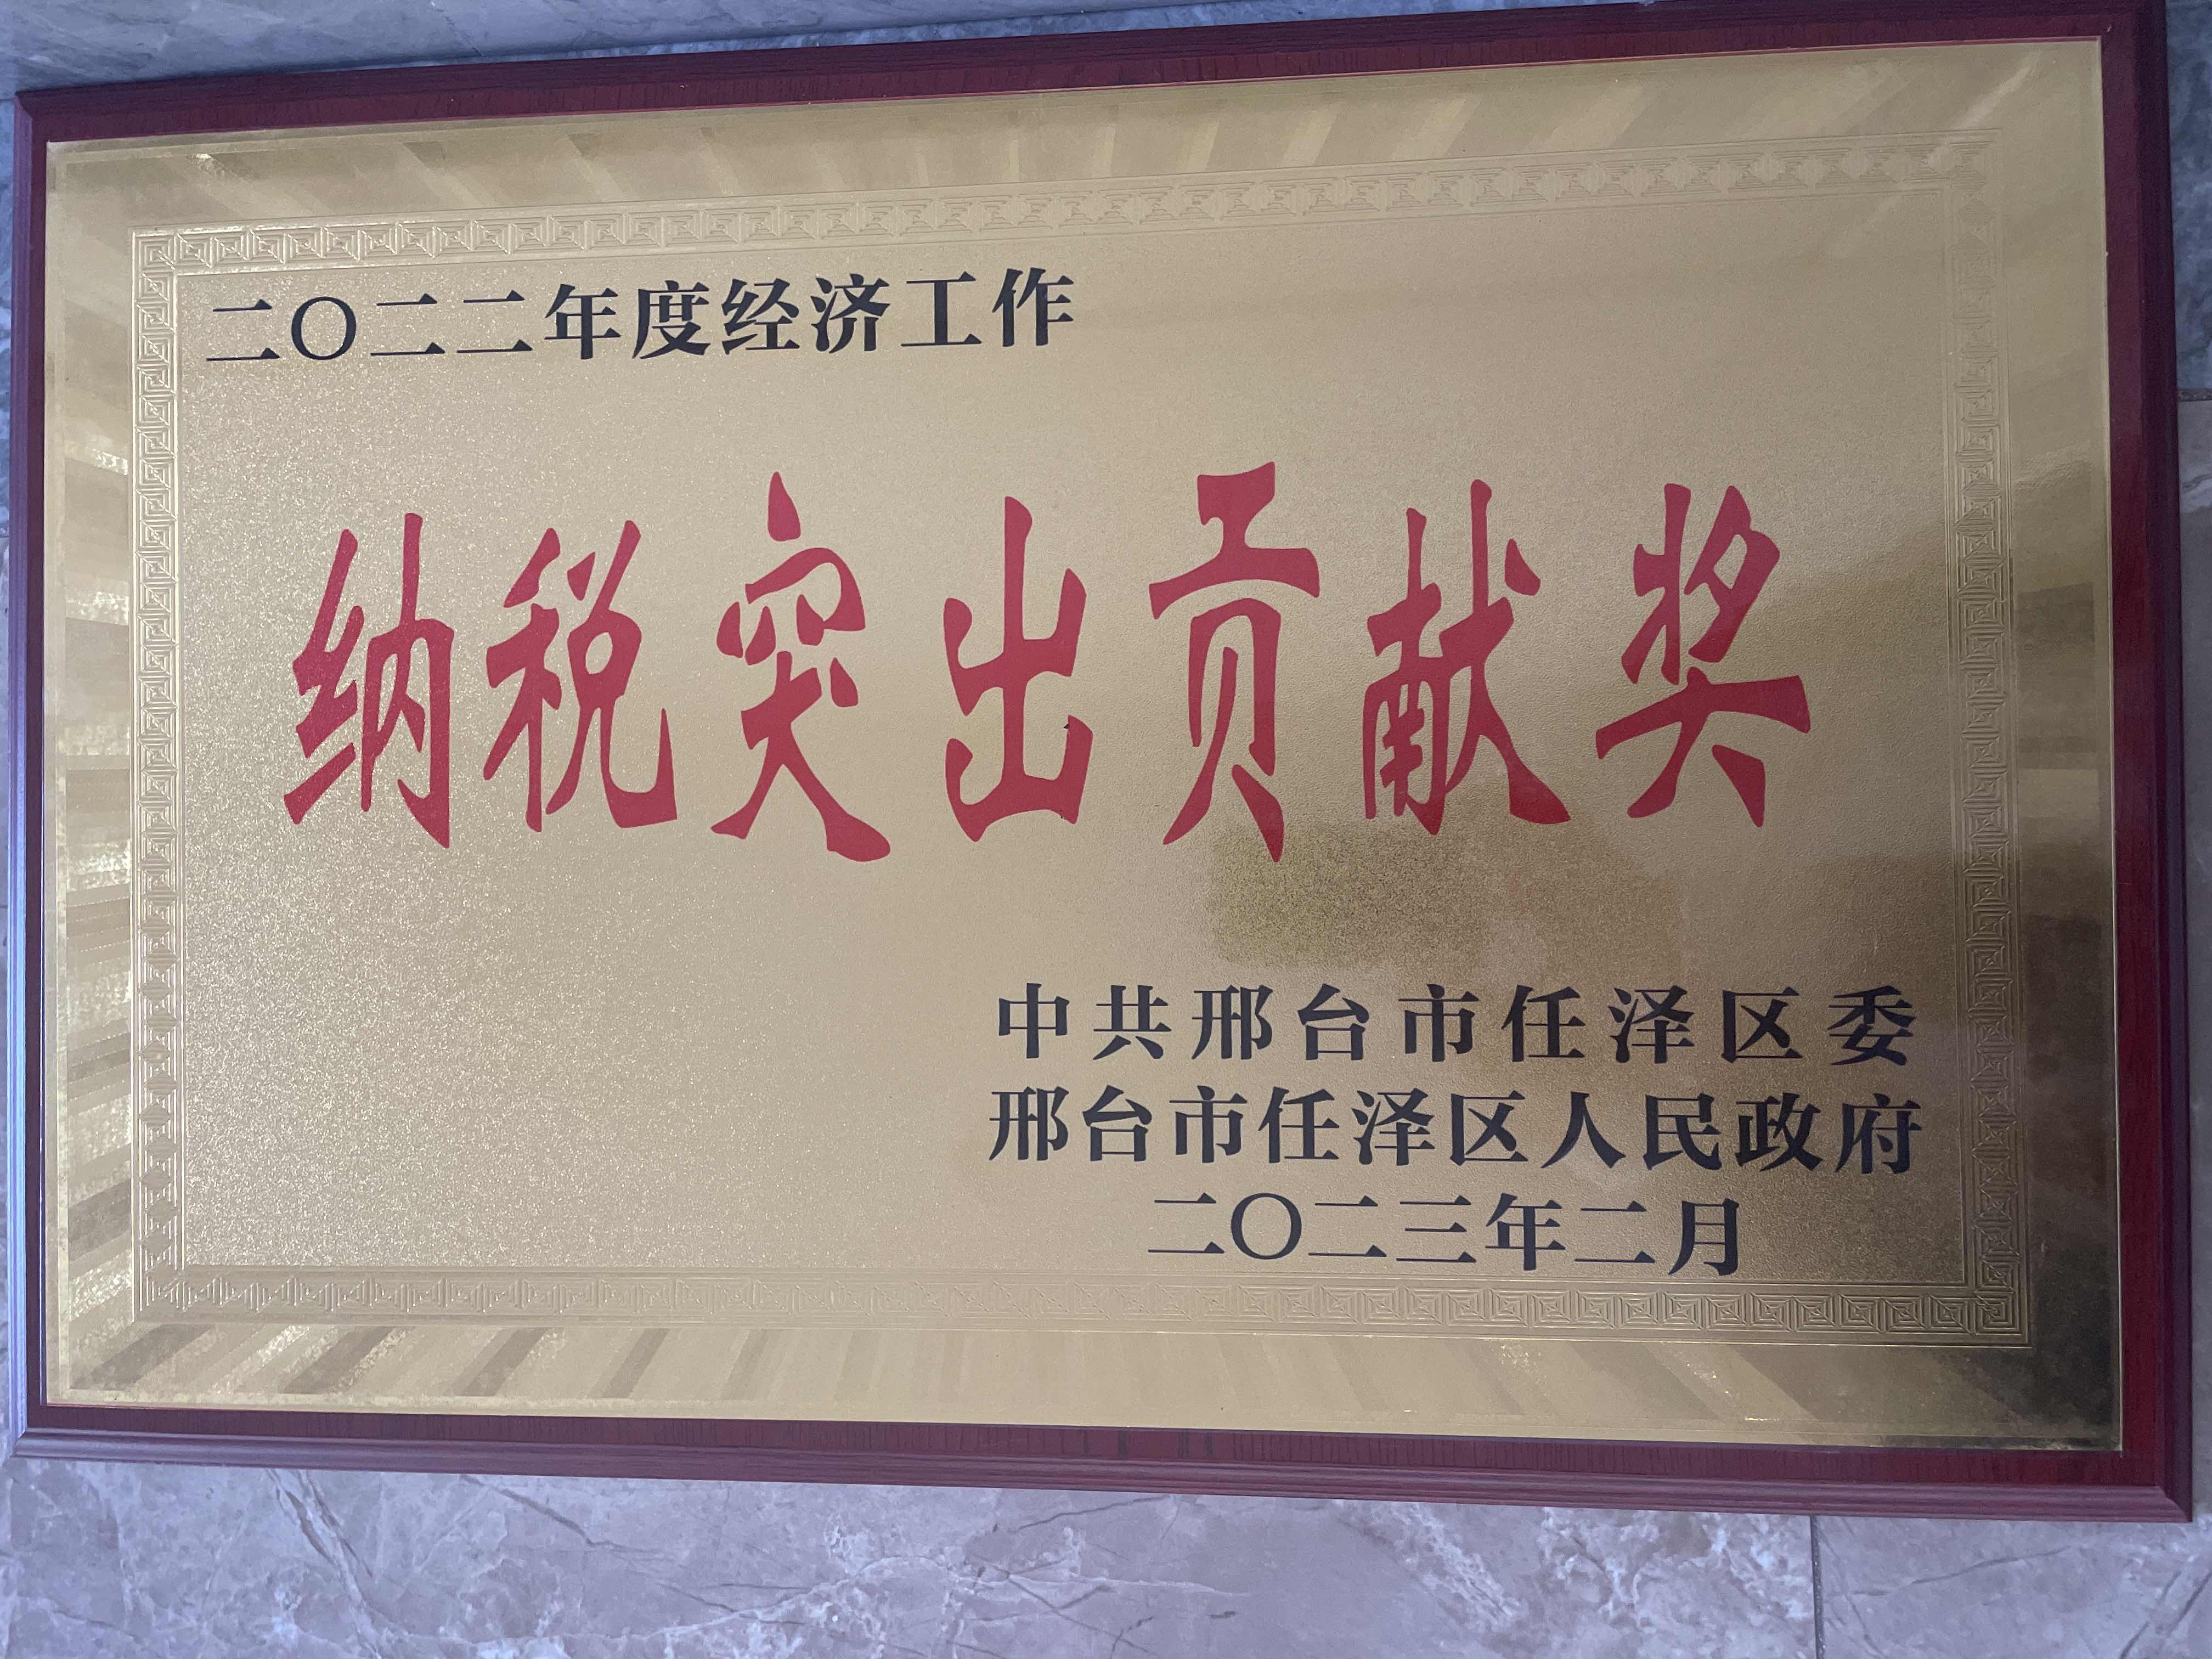 二〇二二年度经济工作
纳税突出贡献奖
中共邢台市任泽区委
邢台市任泽区人民政府
二〇二三年二月